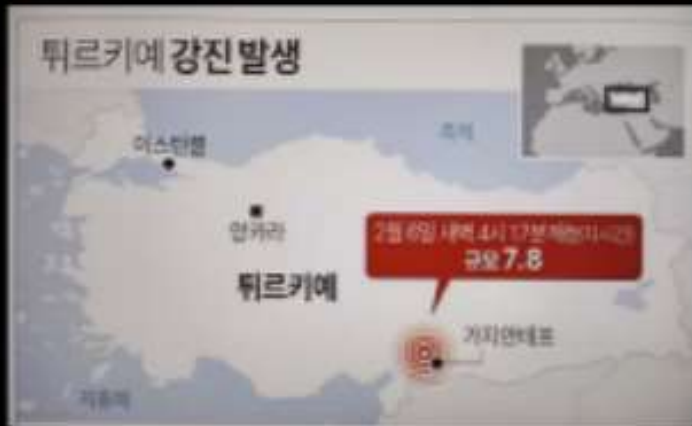 튀르키예 강진 발생
흑해
이스탄불
앙카라
2월 6일 새벽 4시 17분께(현지시간)
규모 7.8
튀르키예
가지안테프
지중해